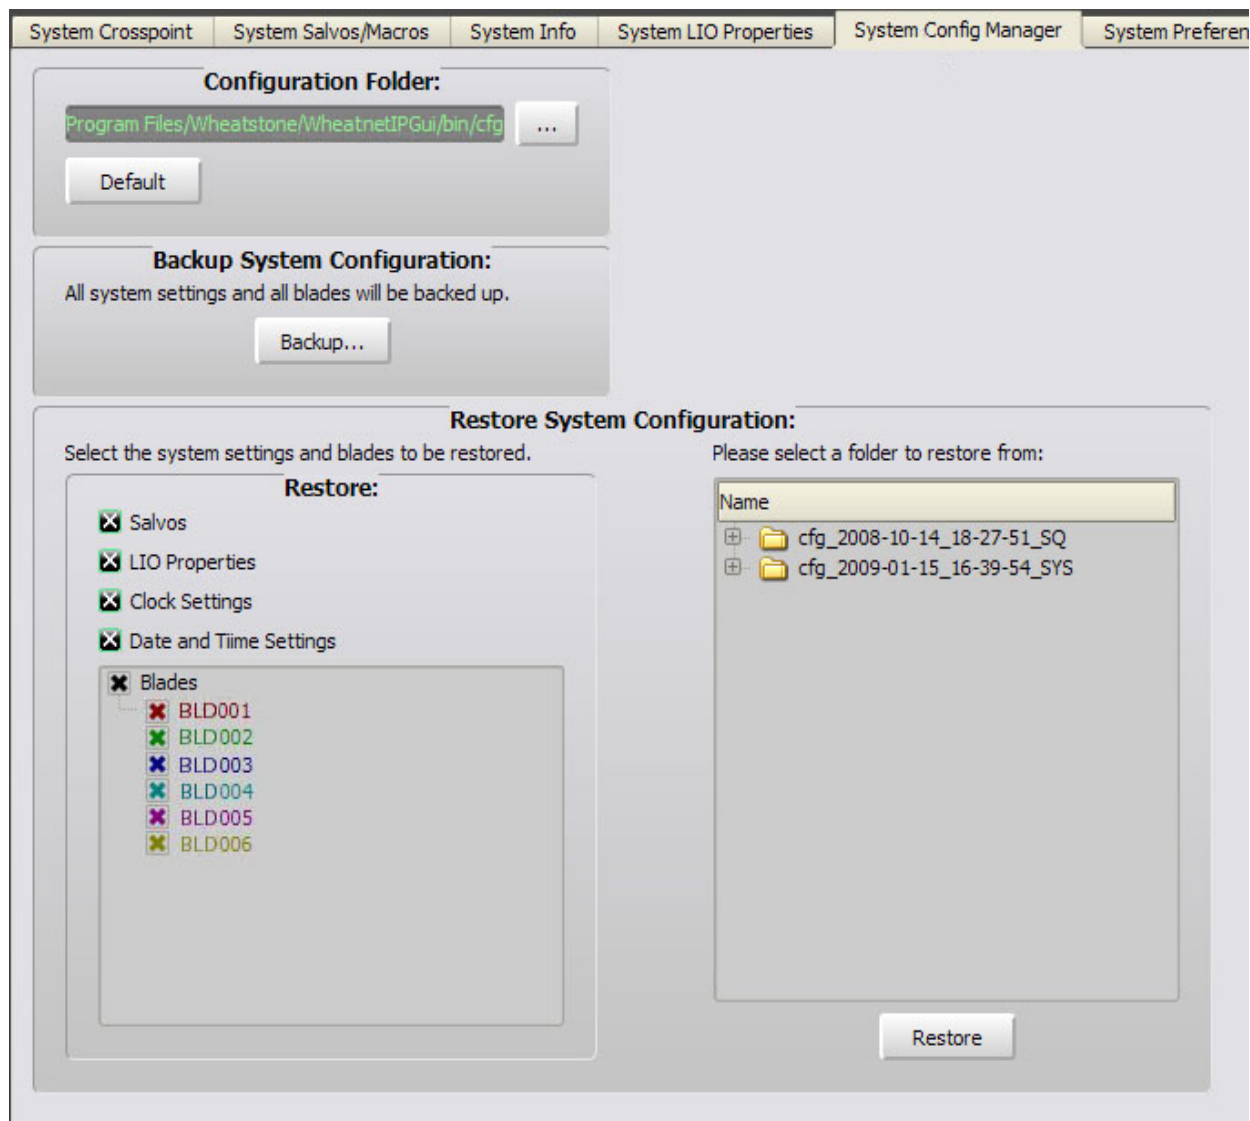 System Crosspoint System Salvos/Macros System Info System LIO Properties System Config Manager System Preferen
Configuration Folder:
Program Files/Wheatstone/WheatnetIPGui/bin/cfg ...
Default
Backup System Configuration:
All system settings and all blades will be backed up.
Backup...
Restore System Configuration:
Select the system settings and blades to be restored.
Restore:
Salvos
LIO Properties
Clock Settings
Date and Tiime Settings
Blades
BLD001
BLD002
BLD003
BLD004
BLD005
BLD006
Please select a folder to restore from:
Name
cfg_2008-10-14_18-27-51_SQ
cfg_2009-01-15_16-39-54_SYS
Restore